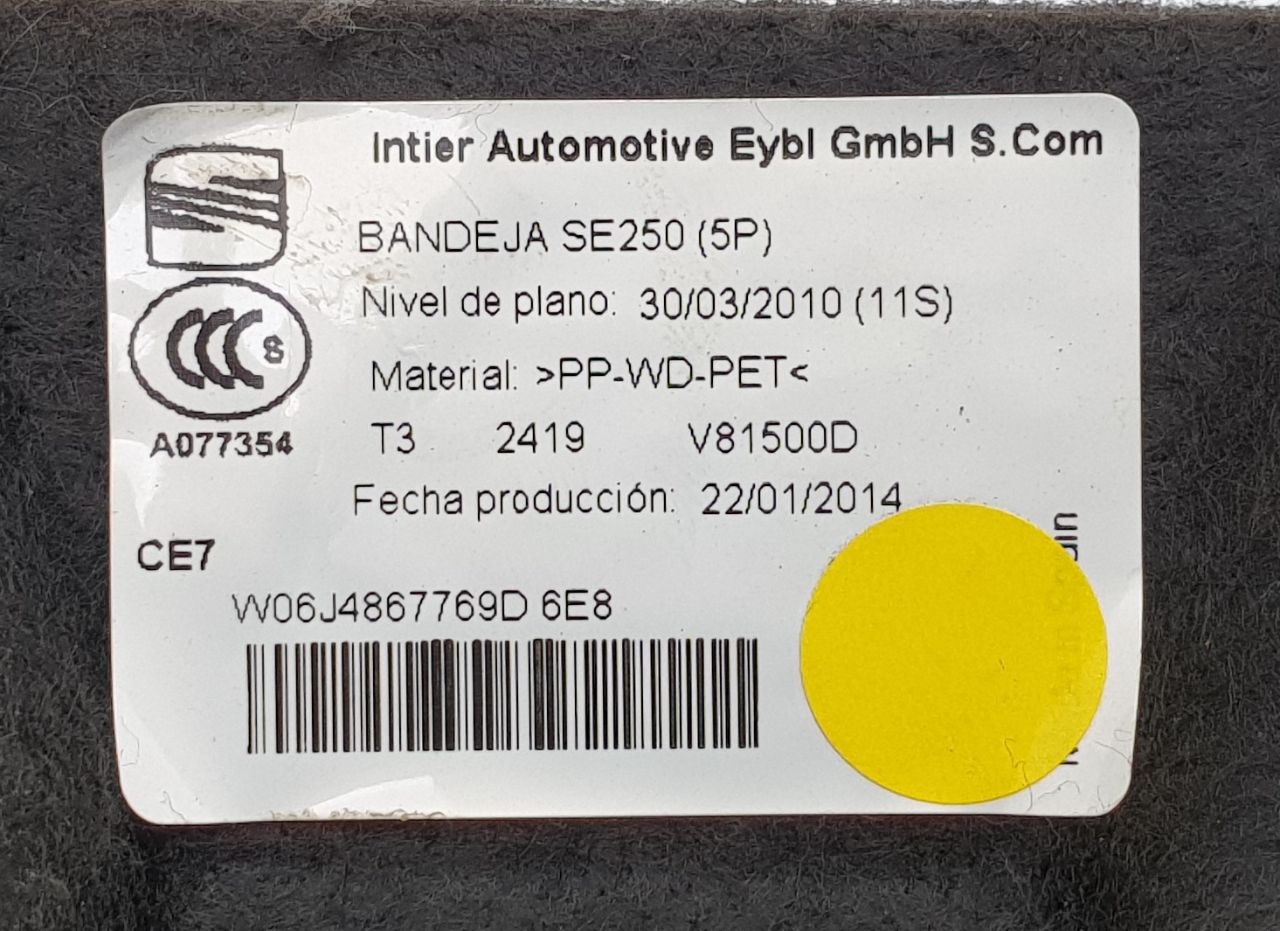 Intier Automotive Eybl GmbH S.Com
BANDEJA SE250 (5P)
Nivel de plano: 30/03/2010 (11S)
Material: >PP-WD-PET<
CCC S
A077354
T3 2419 V81500D
Fecha producción: 22/01/2014
CE7
W06J4867769D 6E8